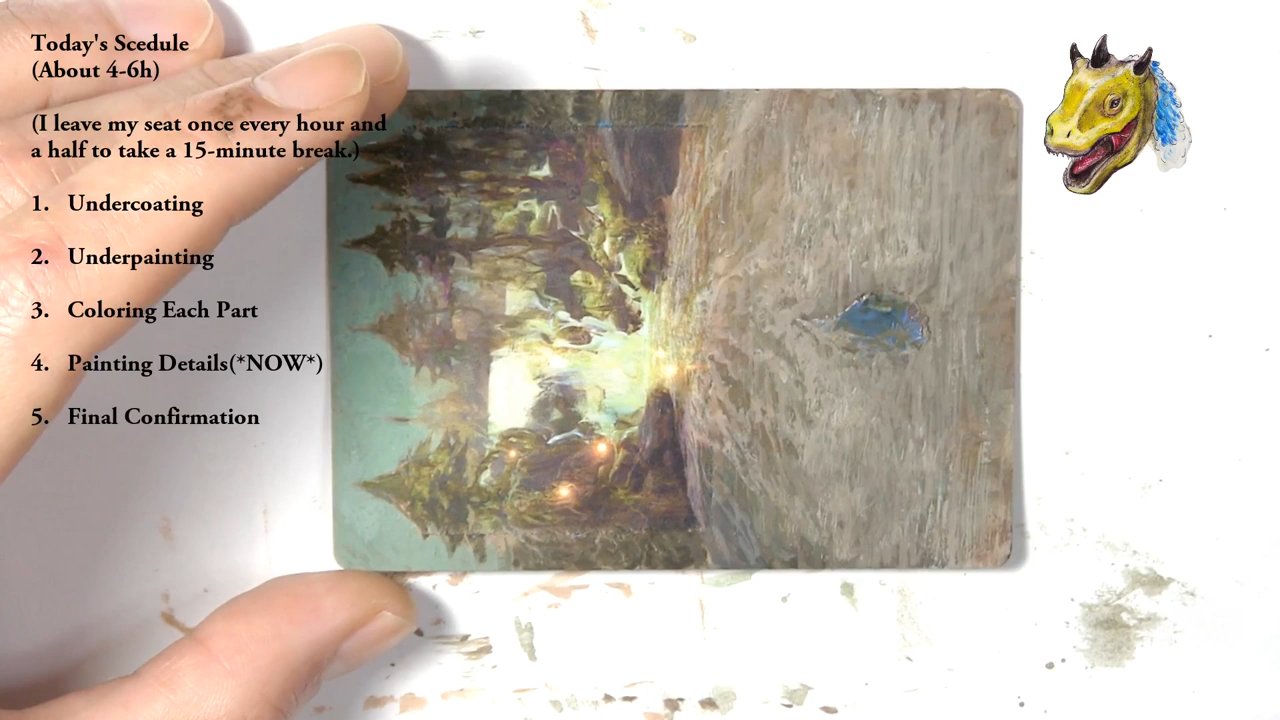 Today's Scedule
(About 4-6h)
(I leave my seat once every hour and
a half to take a 15-minute break.)
1. Undercoating
2. Underpainting
3. Coloring Each Part
4. Painting Details(*NOW*)
5. Final Confirmation